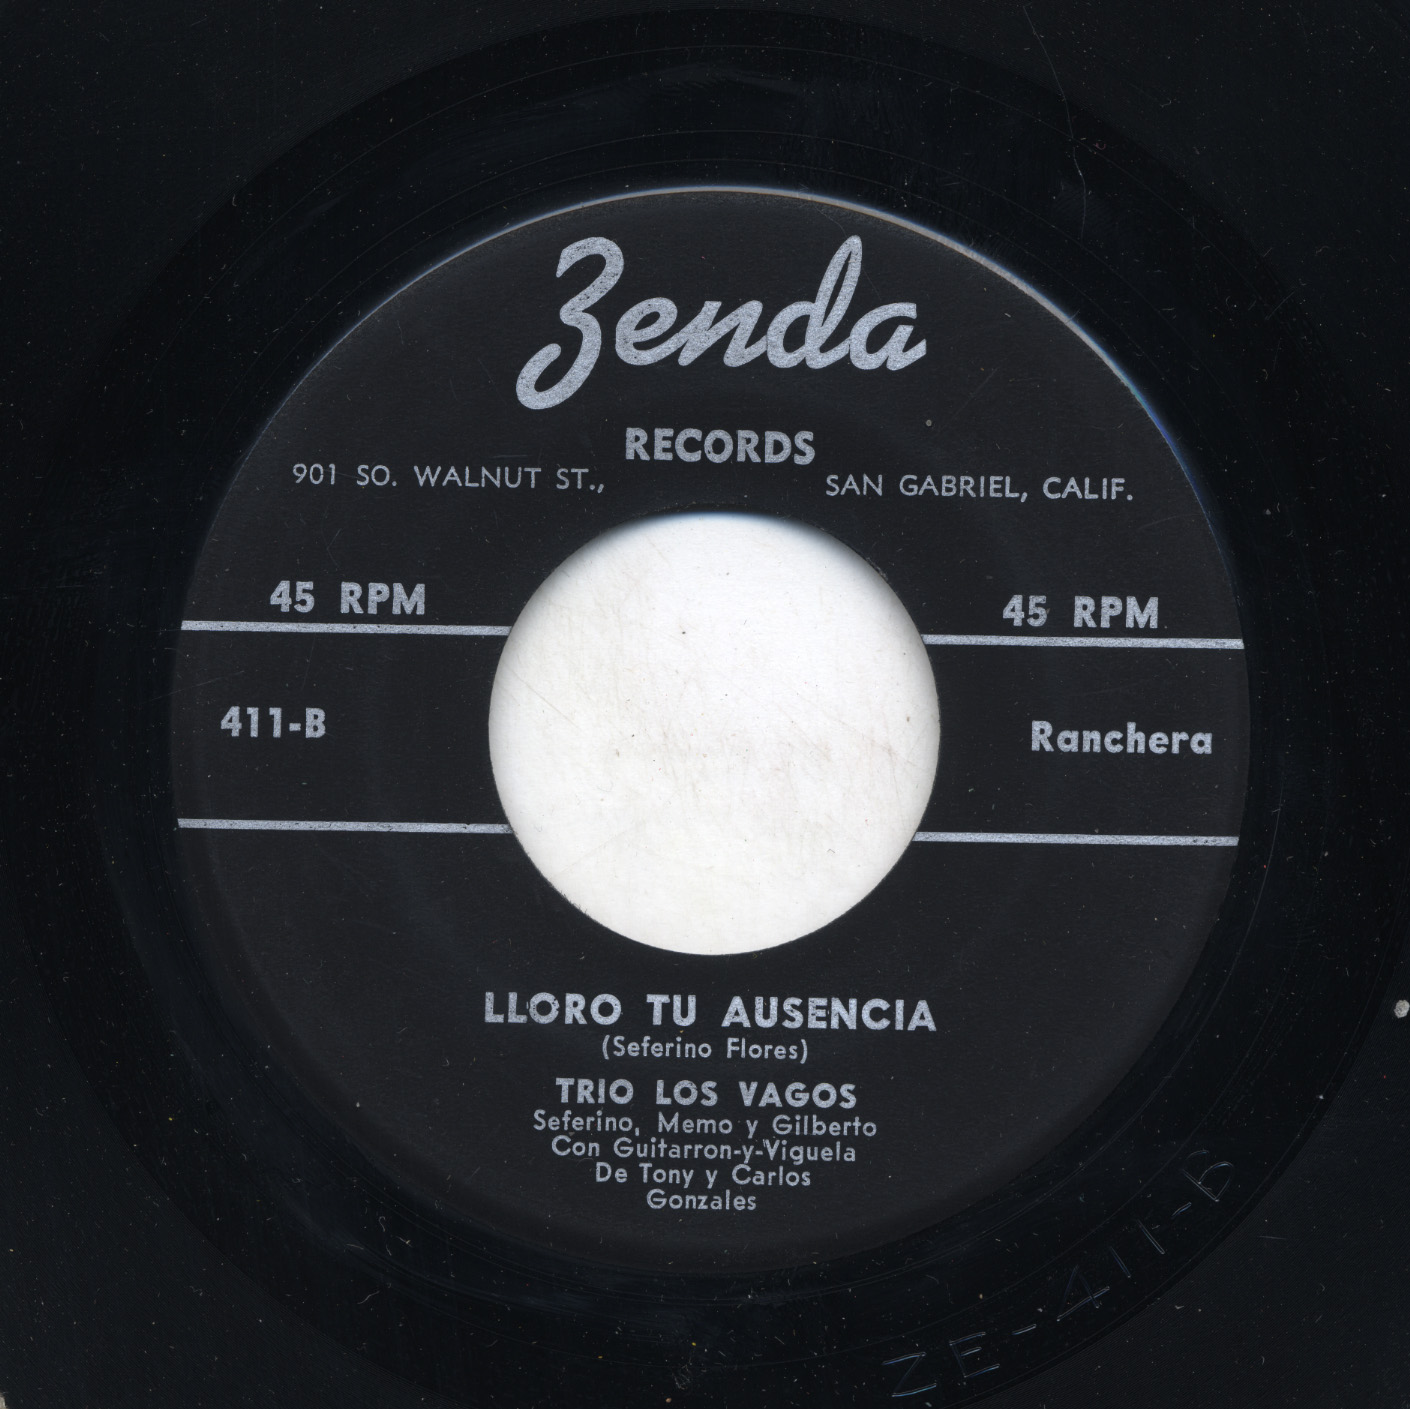 Zenda
RECORDS
901 SO. WALNUT ST., SAN GABRIEL, CALIF.
45 RPM 45 RPM
411-B Ranchera
LLORO TU AUSENCIA
(Seferino Flores)
TRIO LOS VAGOS
Seferino, Memo y Gilberto
Con Guitarron-y-Viguela
De Tony y Carlos
Gonzales
ZE-411-B